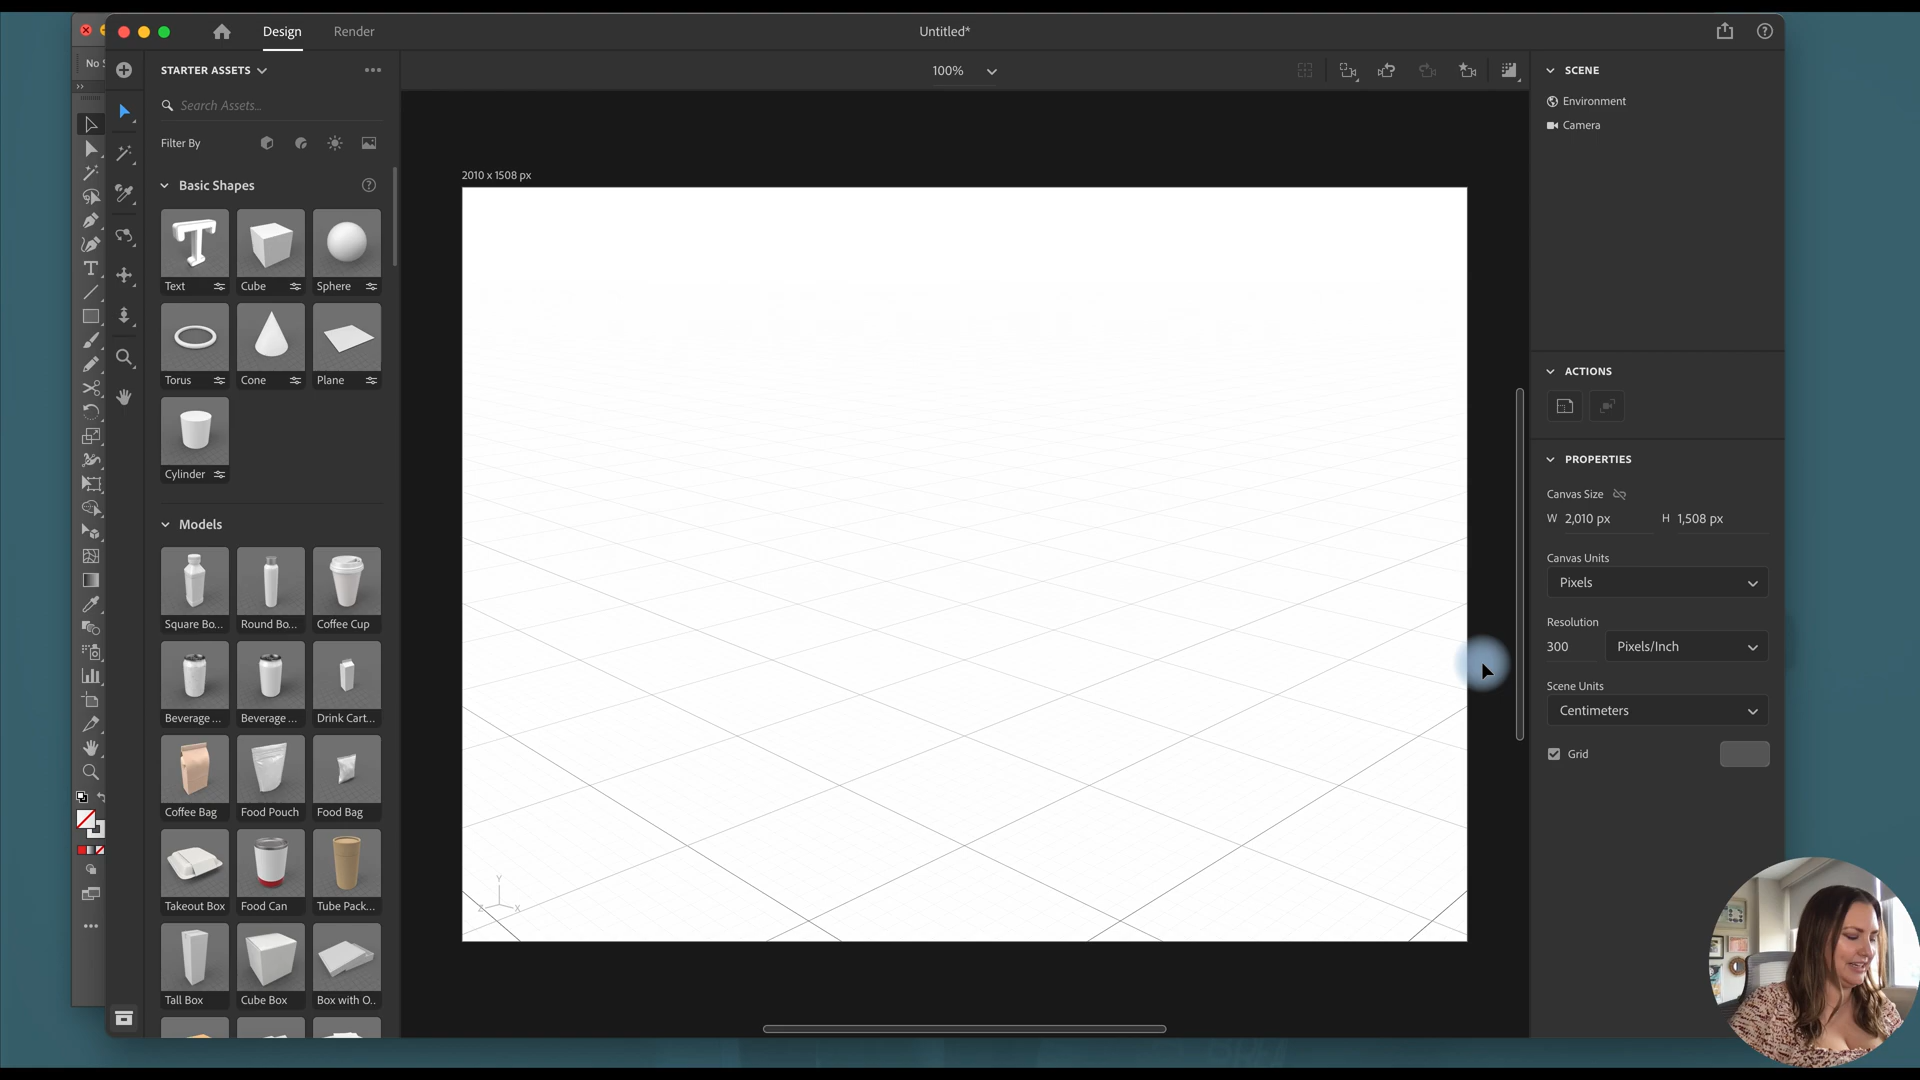 Design
Render
Untitled*
No S
STARTER ASSETS
100%
Search Assets...
Filter By
Basic Shapes
Text
Cube
Sphere
Torus
Cone
Plane
Cylinder
Models
Square Bo...
Round Bo...
Coffee Cup
Beverage ...
Beverage ...
Drink Cart...
Coffee Bag
Food Pouch
Food Bag
Takeout Box
Food Can
Tube Pack...
Tall Box
Cube Box
Box with O..
2010 x 1508 px
Y
Z
X
SCENE
Environment
Camera
ACTIONS
PROPERTIES
Canvas Size
W 2,010 px
H 1,508 px
Canvas Units
Pixels
Resolution
300
Pixels/Inch
Scene Units
Centimeters
Grid